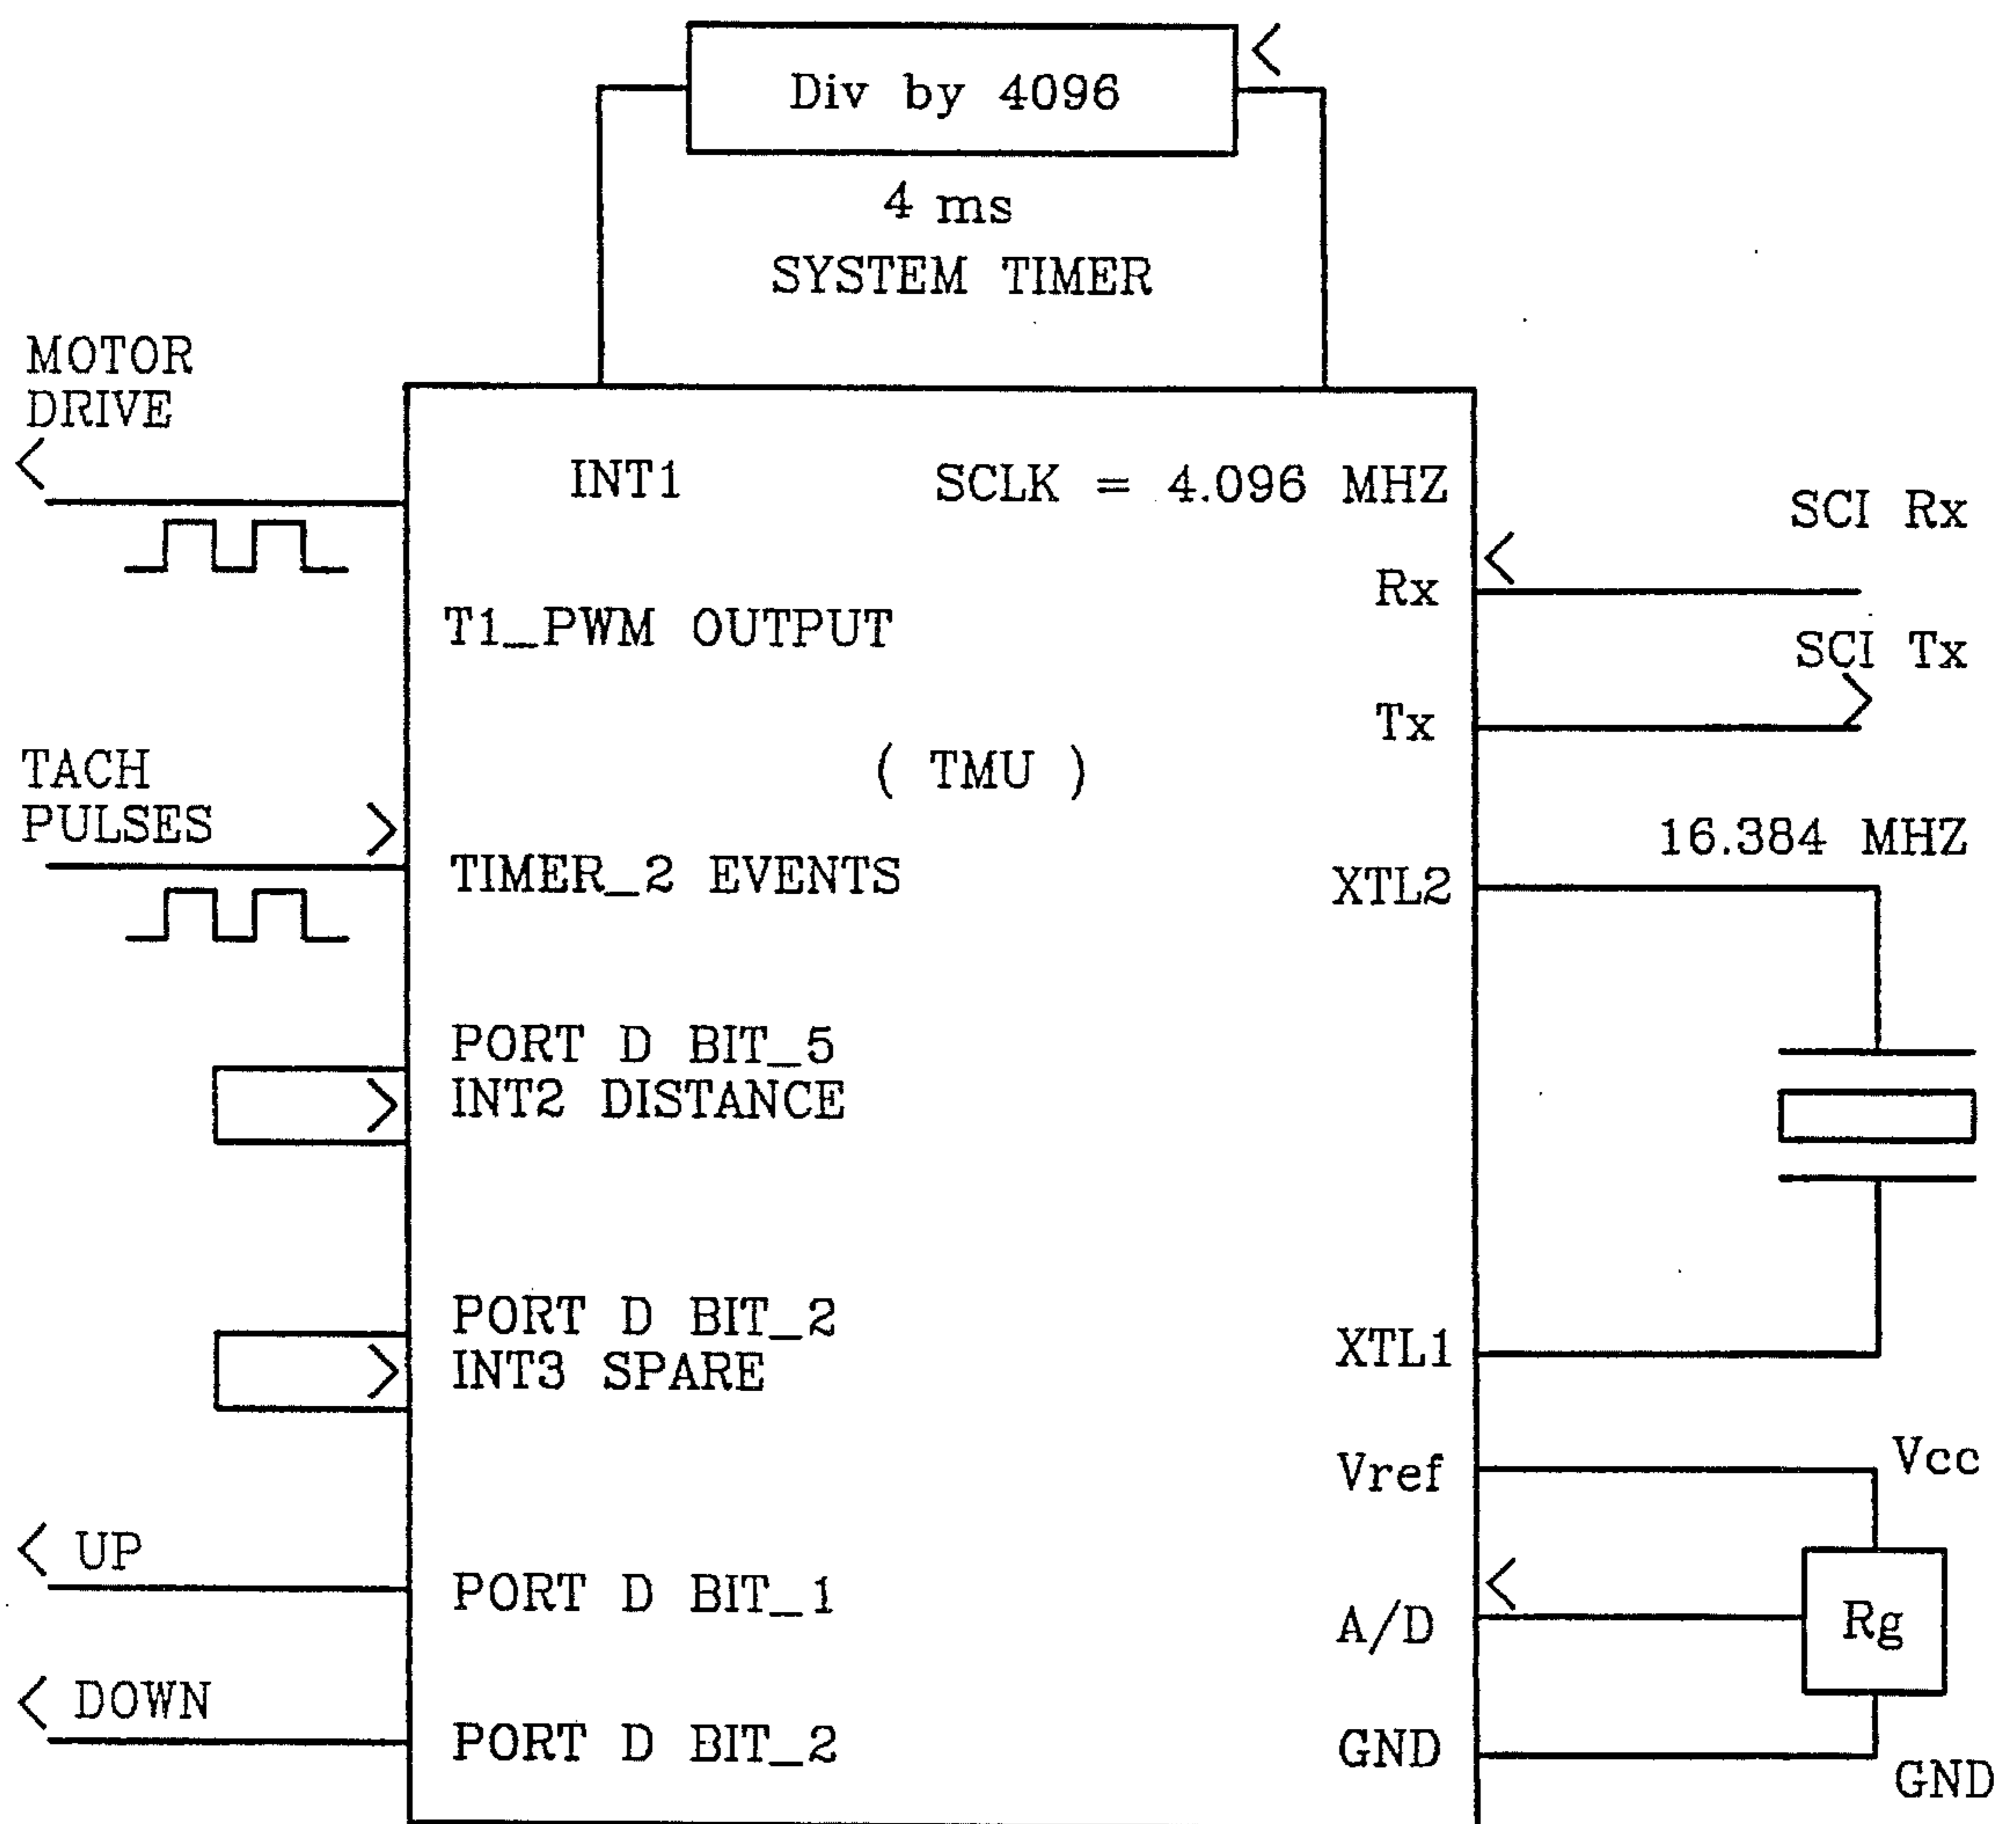 Div by 4096
4 ms
SYSTEM TIMER
MOTOR
DRIVE
INT1
SCLK = 4.096 MHZ
SCI Rx
Rx
T1_PWM OUTPUT
SCI Tx
Tx
( TMU )
TACH
PULSES
16.384 MHZ
TIMER_2 EVENTS
XTL2
PORT D BIT_5
INT2 DISTANCE
PORT D BIT_2
INT3 SPARE
XTL1
Vref
Vcc
UP
PORT D BIT_1
A/D
Rg
DOWN
PORT D BIT_2
GND
GND